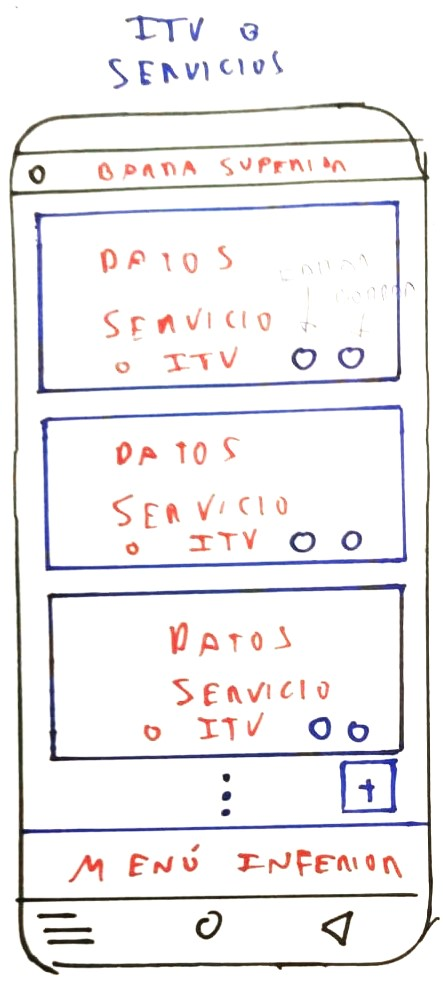 ITV o
SERVICIOS
BARRA SUPERIOR
DATOS
SERVICIO
o ITV
DATOS
SERVICIO
o ITV
DATOS
SERVICIO
o ITV
+
MENÚ INFERIOR